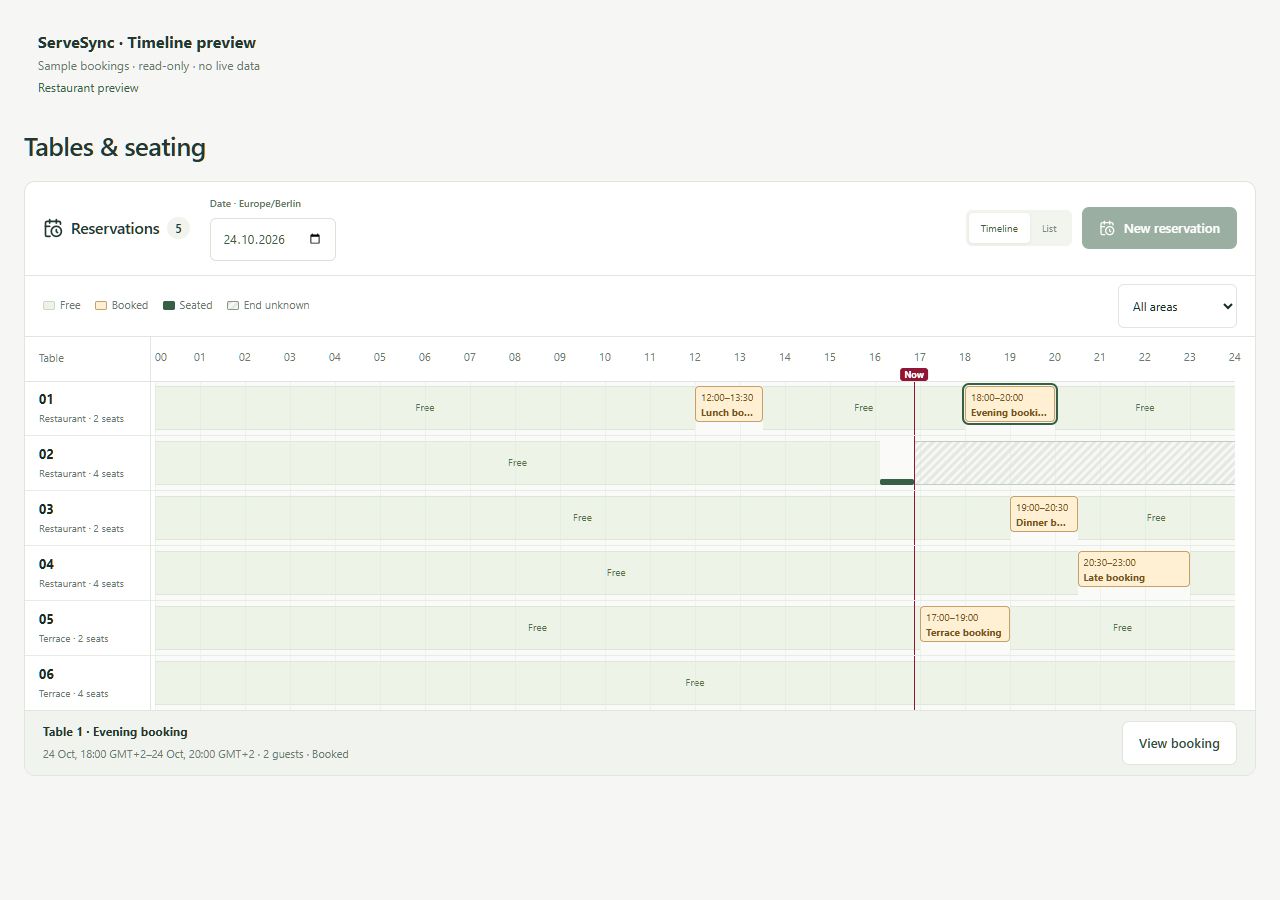 ServeSync · Timeline preview
Sample bookings · read-only · no live data
Restaurant preview
Tables & seating
Reservations 5
Date · Europe/Berlin
24.10.2026
Timeline List
New reservation
Free Booked Seated End unknown
All areas
Table 00 01 02 03 04 05 06 07 08 09 10 11 12 13 14 15 16 17 18 19 20 21 22 23 24
Now
01
Restaurant · 2 seats
Free
12:00–13:30
Lunch bo...
Free
18:00–20:00
Evening booki...
Free
02
Restaurant · 4 seats
Free
03
Restaurant · 2 seats
Free
19:00–20:30
Dinner b...
Free
04
Restaurant · 4 seats
Free
20:30–23:00
Late booking
05
Terrace · 2 seats
Free
17:00–19:00
Terrace booking
Free
06
Terrace · 4 seats
Free
Table 1 · Evening booking
24 Oct, 18:00 GMT+2–24 Oct, 20:00 GMT+2 · 2 guests · Booked
View booking